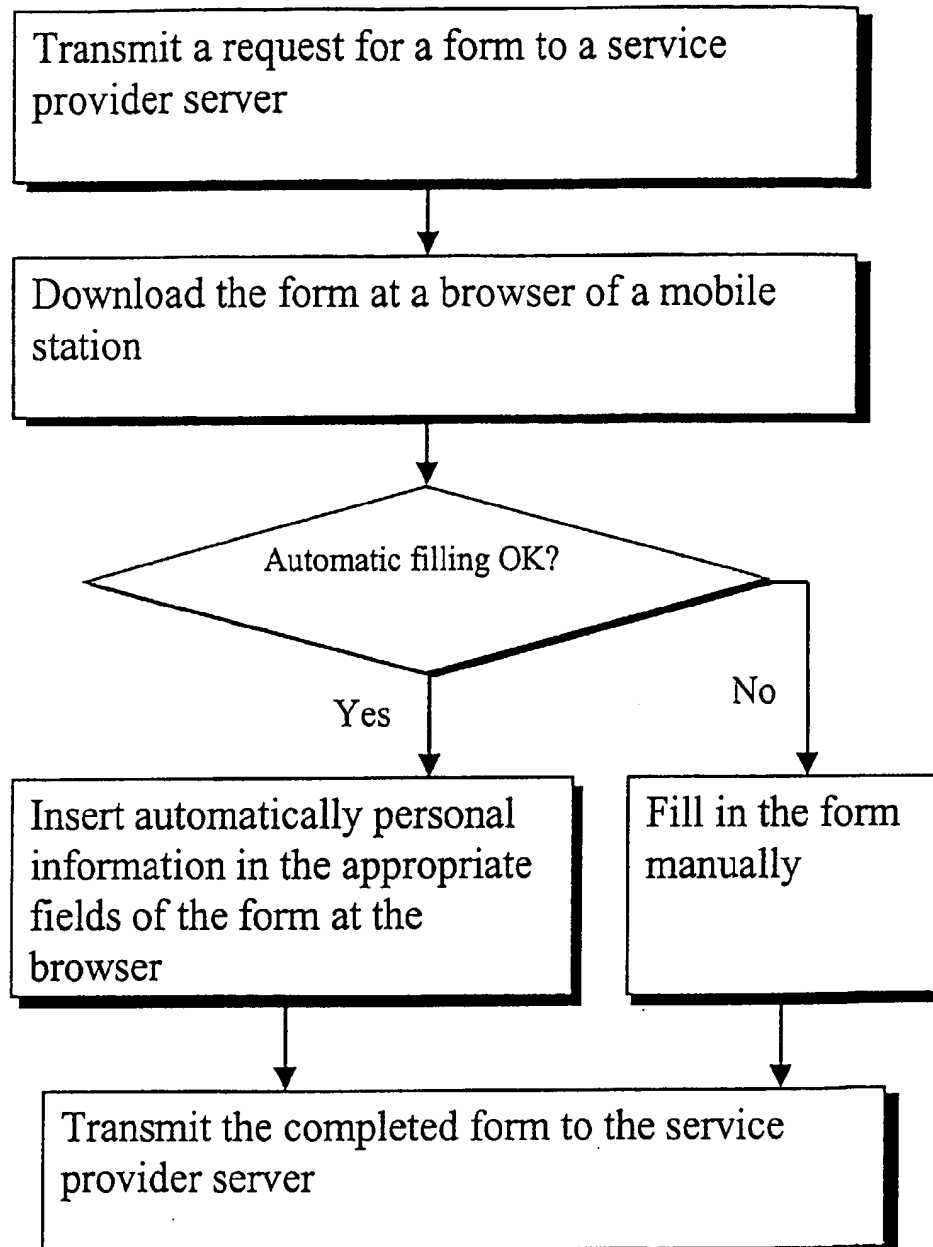 Transmit a request for a form to a service
provider server
Download the form at a browser of a mobile
station
Automatic filling OK?
Yes
No
Insert automatically personal
information in the appropriate
fields of the form at the
browser
Fill in the form
manually
Transmit the completed form to the service
provider server